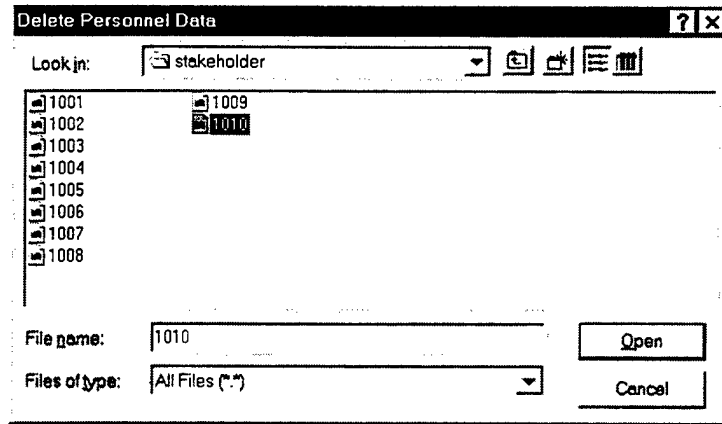 Delete Personnel Data
Look in: stakeholder
1001 1009
1002 1010
1003
1004
1005
1006
1007
1008
File name: 1010 Open
Files of type: All Files (*.*) Cancel